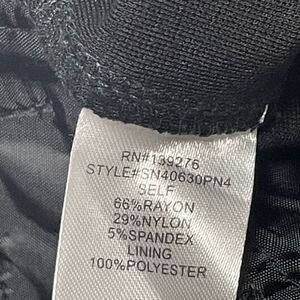 RN#139276
STYLE#SN40630PN4
SELF
66%RAYON
29%NYLON
5%SPANDEX
LINING
100%POLYESTER